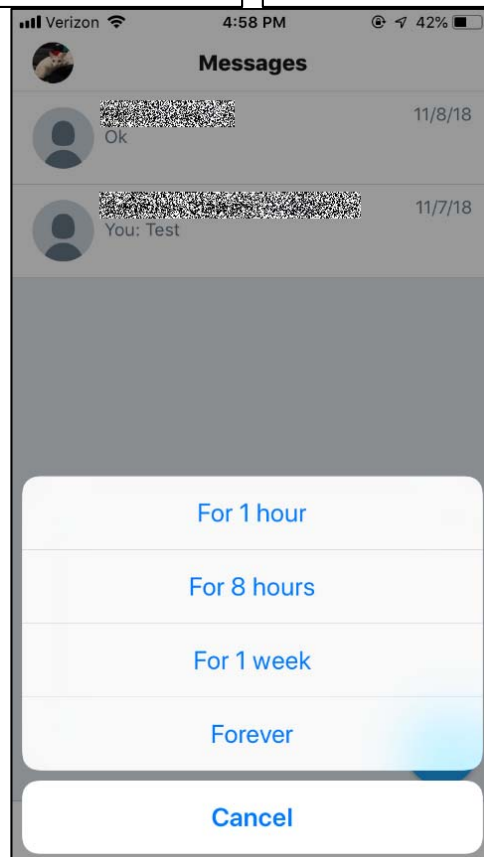 Verizon 4:58 PM 42%
Messages
11/8/18
Ok
11/7/18
You: Test
For 1 hour
For 8 hours
For 1 week
Forever
Cancel